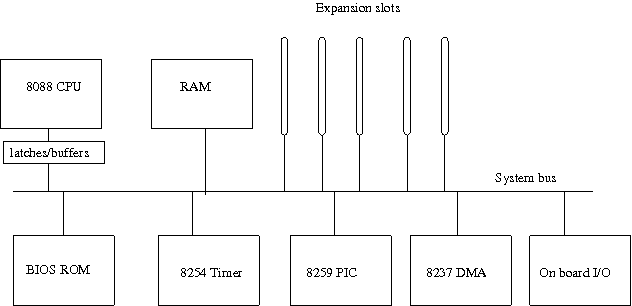 Expansion slots
8088 CPU
RAM
latches/buffers
System bus
BIOS ROM
8254 Timer
8259 PIC
8237 DMA
On board I/O